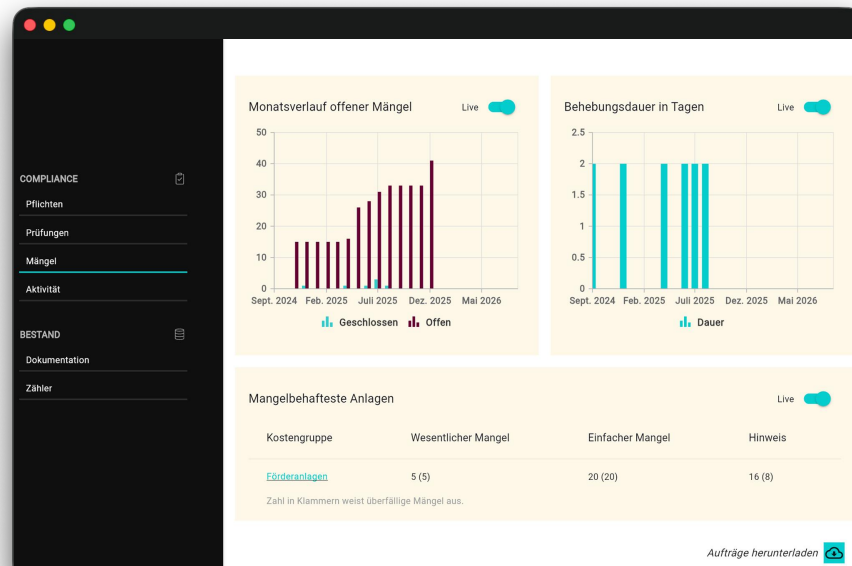 COMPLIANCE
Pflichten
Prüfungen
Mängel
Aktivität
BESTAND
Dokumentation
Zähler
Monatsverlauf offener Mängel
Live
50
40
30
20
10
0
Sept. 2024 Feb. 2025 Juli 2025 Dez. 2025 Mai 2026
Geschlossen Offen
Behebungsdauer in Tagen
Live
2.5
2
1.5
1
0.5
0
Sept. 2024 Feb. 2025 Juli 2025 Dez. 2025 Mai 2026
Dauer
Mangelbehafteste Anlagen
Live
Kostengruppe Wesentlicher Mangel Einfacher Mangel Hinweis
Förderanlagen 5 (5) 20 (20) 16 (8)
Zahl in Klammern weist überfällige Mängel aus.
Aufträge herunterladen